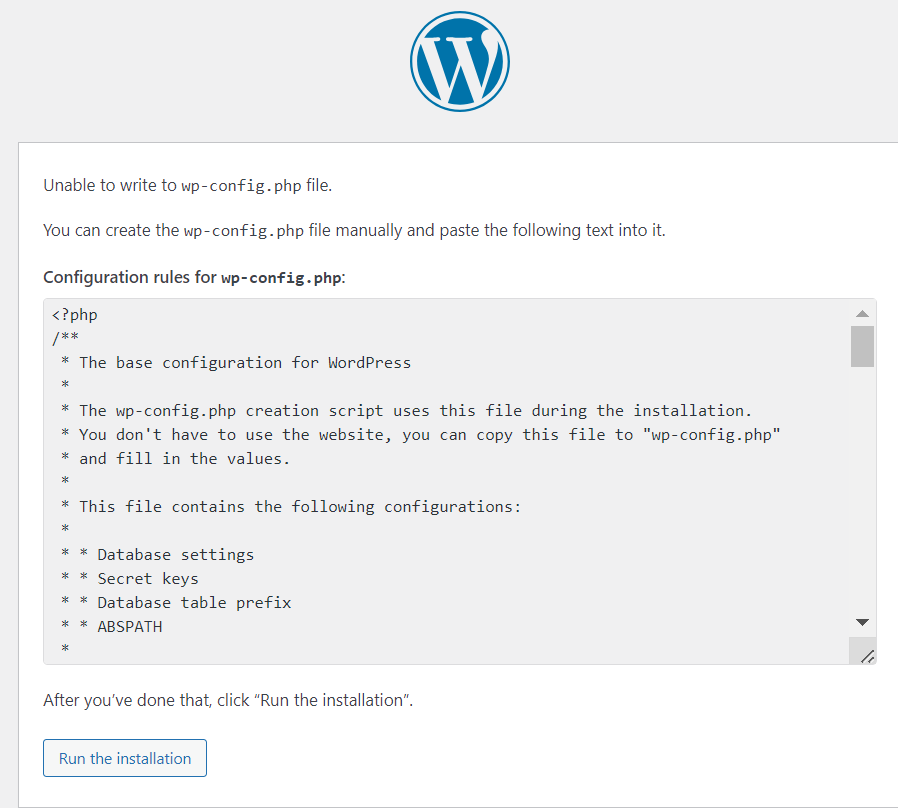 Unable to write to wp-config.php file.
You can create the wp-config.php file manually and paste the following text into it.
Configuration rules for wp-config.php:
<?php
/**
 * The base configuration for WordPress
 *
 * The wp-config.php creation script uses this file during the installation.
 * You don't have to use the website, you can copy this file to "wp-config.php"
 * and fill in the values.
 *
 * This file contains the following configurations:
 *
 * * Database settings
 * * Secret keys
 * * Database table prefix
 * * ABSPATH
 *
After you’ve done that, click “Run the installation”.
Run the installation